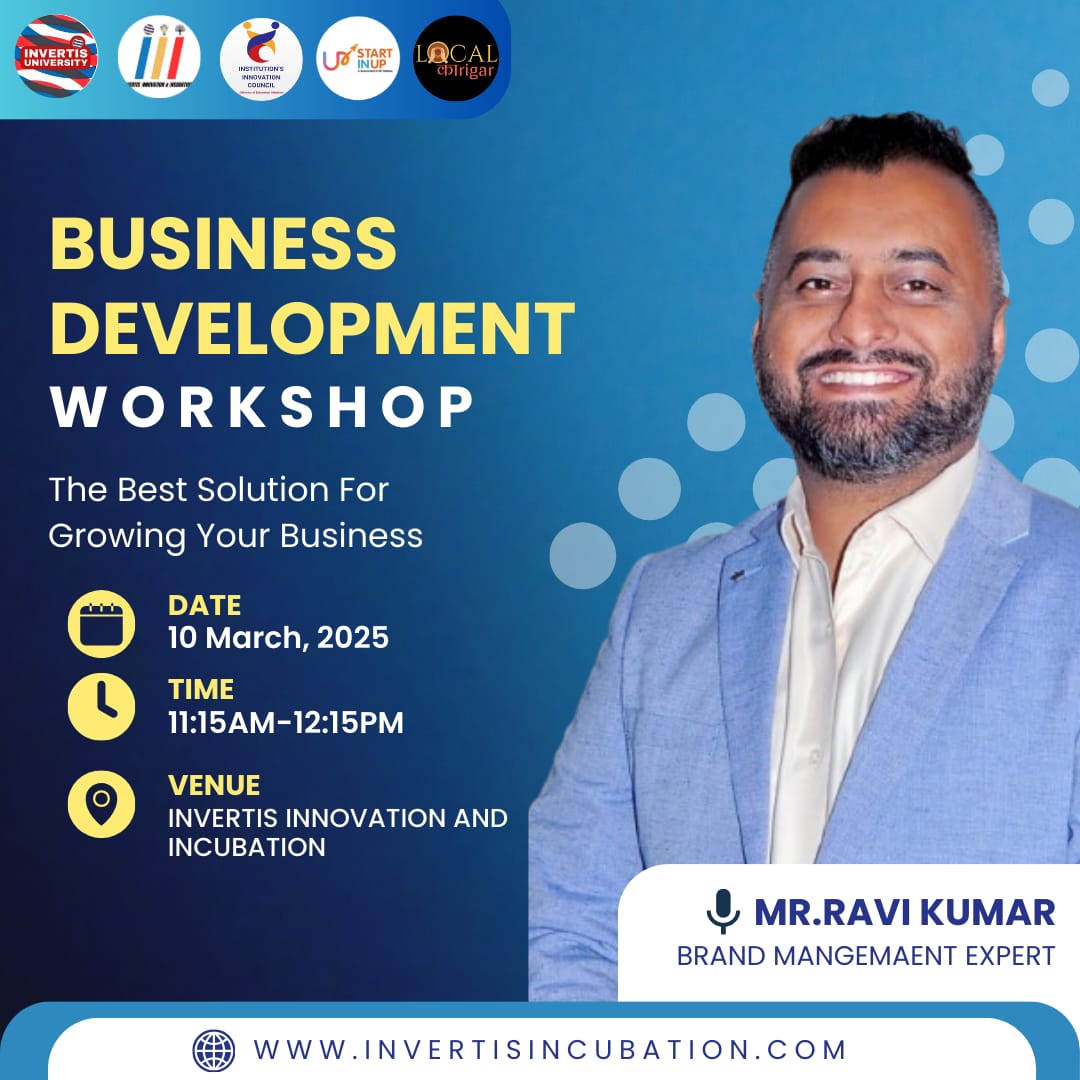 INVERTIS
UNIVERSITY
INSTITUTION'S
INNOVATION
COUNCIL
START
INUP
LOCAL
कारigar
BUSINESS
DEVELOPMENT
WORKSHOP
The Best Solution For
Growing Your Business
DATE
10 March, 2025
TIME
11:15AM-12:15PM
VENUE
INVERTIS INNOVATION AND
INCUBATION
MR.RAVI KUMAR
BRAND MANGEMAENT EXPERT
WWW.INVERTISINCUBATION.COM